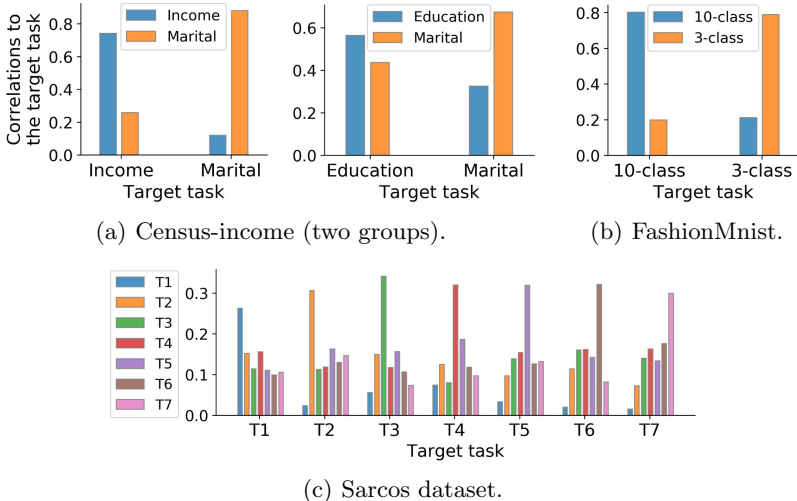 Correlations to
the target task
0.8
0.6
0.4
0.2
0.0
Income
Marital
Income Marital
Target task
0.6
0.4
0.2
0.0
Education
Marital
Education Marital
Target task
0.8
0.6
0.4
0.2
0.0
10-class
3-class
10-class 3-class
Target task
(a) Census-income (two groups).
(b) FashionMnist.
T1
T2
T3
T4
T5
T6
T7
0.3
0.2
0.1
0.0
T1 T2 T3 T4 T5 T6 T7
Target task
(c) Sarcos dataset.